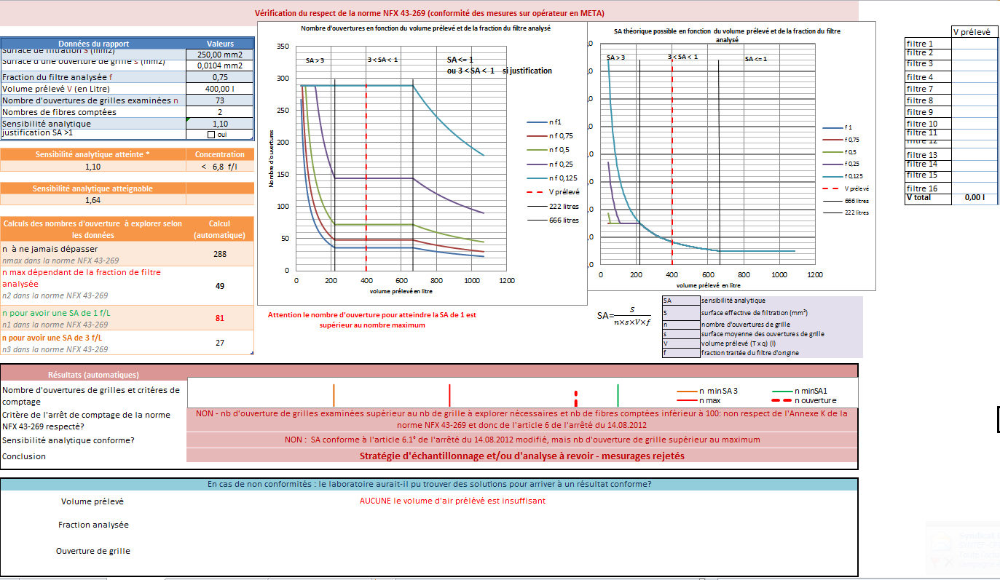 Vérification du respect de la norme NFX 43-269 (conformité des mesures sur opérateur en META)
Données du rapport Valeurs
Surface de filtration S (mm2) 250,00 mm2
Surface d'une ouverture de grille s (mm2) 0,0104 mm2
Fraction du filtre analysée f 0,75
Volume prélevé V (en Litre) 400,00 l
Nombre d'ouvertures de grilles examinées n 73
Nombres de fibres comptées 2
Sensibilité analytique 1,10
justification SA >1 oui
Sensibilité analytique atteinte * Concentration
1,10 < 6,8 f/l
Sensibilité analytique atteignable
1,64
Calculs des nombres d'ouverture à explorer selon les données Calcul (automatique)
n à ne jamais dépasser 288
nmax dans la norme NFX 43-269
n max dépendant de la fraction de filtre analysée 49
n2 dans la norme NFX 43-269
n pour avoir une SA de 1 f/L 81
n1 dans la norme NFX 43-269
n pour avoir une SA de 3 f/L 27
n3 dans la norme NFX 43-269
Nombre d'ouvertures en fonction du volume prélevé et de la fraction du filtre analysé
Nombre d'ouvertures
350
300
250
200
150
100
50
0
SA > 3
3 < SA < 1
SA <= 1
ou 3 < SA < 1 si justification
0 200 400 600 800 1000 1200
volume prélevé en litre
n f1
n f 0,75
n f 0,5
n f 0,25
n f 0,125
V prélevé
222 litres
666 litres
Attention le nombre d'ouverture pour atteindre la SA de 1 est
supérieur au nombre maximum
SA théorique possible en fonction du volume prélevé et de la fraction du filtre
analysé
,0
,0
,0
,0
,0
,0
,0
,0
,0
SA > 3
3 < SA < 1
SA <= 1
0 200 400 600 800 1000 1200
volume prélevé en litre
f 1
f 0,75
f 0,5
f 0,25
f 0,125
V prélevé
666 litres
222 litres
SA= S / n×s×V×f
SA sensibilité analytique
S surface effective de filtration (mm²)
n nombre d'ouvertures de grille
s surface moyenne des ouvertures de grille
V volume prélevé (T x q) (l)
f fraction traitée du filtre d'origine
V prélevé
filtre 1
filtre 2
filtre 3
filtre 4
filtre 7
filtre 8
filtre 9
filtre 10
filtre 11
filtre 12
filtre 13
filtre 14
filtre 15
filtre 16
V total 0,00 l
Résultats (automatiques)
Nombre d'ouvertures de grilles et critéres de comptage
n minSA 3
n minSA1
n max
n ouverture
Critère de l'arrêt de comptage de la norme NFX 43-269 respecté?
NON - nb d'ouverture de grilles examinées supérieur au nb de grille à explorer nécessaires et nb de fibres comptées inférieur à 100: non respect de l'Annexe K de la
norme NFX 43-269 et donc de l'article 6 de l'arrêté du 14.08.2012
Sensibilité analytique conforme?
NON : SA conforme à l'article 6.1° de l'arrêté du 14.08.2012 modifié, mais nb d'ouverture de grille supérieur au maximum
Conclusion
Stratégie d'échantillonnage et/ou d'analyse à revoir - mesurages rejetés
En cas de non conformités : le laboratoire aurait-il pu trouver des solutions pour arriver à un résultat conforme?
Volume prélevé
AUCUNE le volume d'air prélévé est insuffisant
Fraction analysée
Ouverture de grille